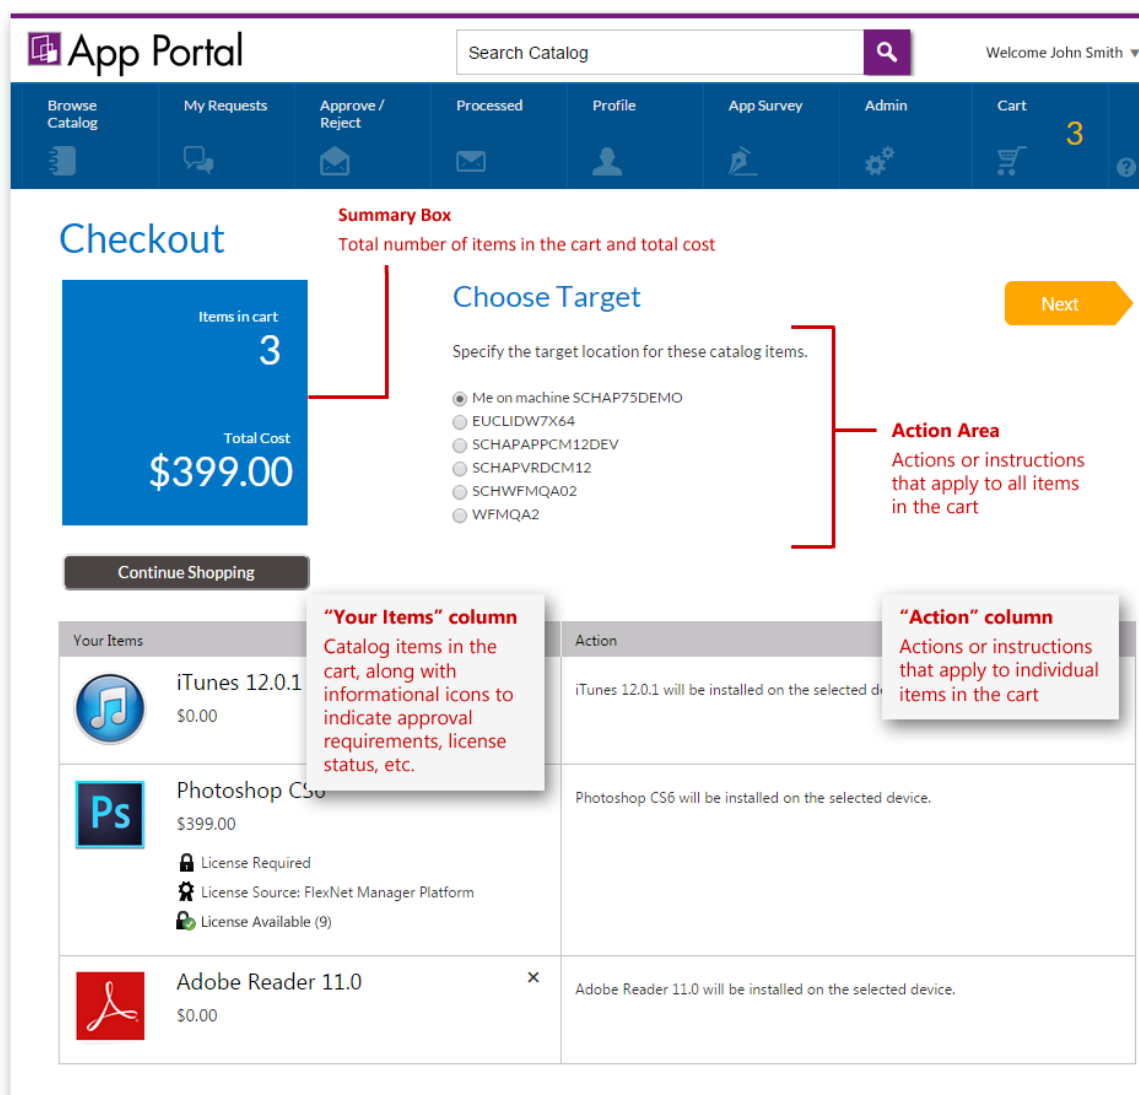 App Portal
Search Catalog
Welcome John Smith
Browse
Catalog
My Requests
Approve /
Reject
Processed
Profile
App Survey
Admin
Cart
3
Checkout
Summary Box
Total number of items in the cart and total cost
Items in cart
3
Total Cost
$399.00
Continue Shopping
Choose Target
Next
Specify the target location for these catalog items.
Me on machine SCHAP75DEMO
EUCLIDW7X64
SCHAPAPPCM12DEV
SCHAPVRDCM12
SCHWFMQA02
WFMQA2
Action Area
Actions or instructions
that apply to all items
in the cart
Your Items
Action
"Your Items" column
Catalog items in the
cart, along with
informational icons to
indicate approval
requirements, license
status, etc.
"Action" column
Actions or instructions
that apply to individual
items in the cart
iTunes 12.0.1
$0.00
iTunes 12.0.1 will be installed on the selected
Photoshop
$399.00
License Required
License Source: FlexNet Manager Platform
License Available (9)
Ps
Photoshop CS6 will be installed on the selected device.
Adobe Reader 11.0
$0.00
Adobe Reader 11.0 will be installed on the selected device.